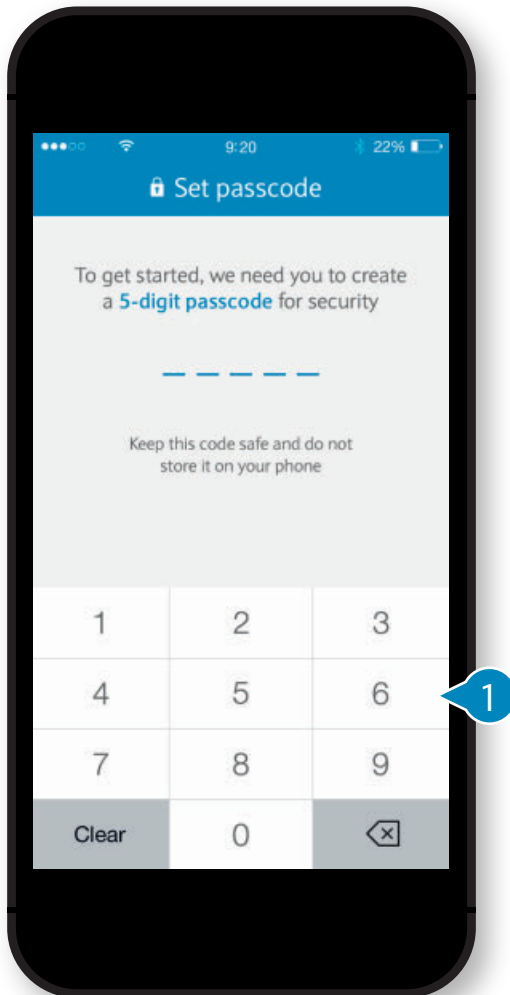 9:20 22%
Set passcode
To get started, we need you to create
a 5-digit passcode for security
Keep this code safe and do not
store it on your phone
1 2 3
4 5 6
1
7 8 9
Clear 0